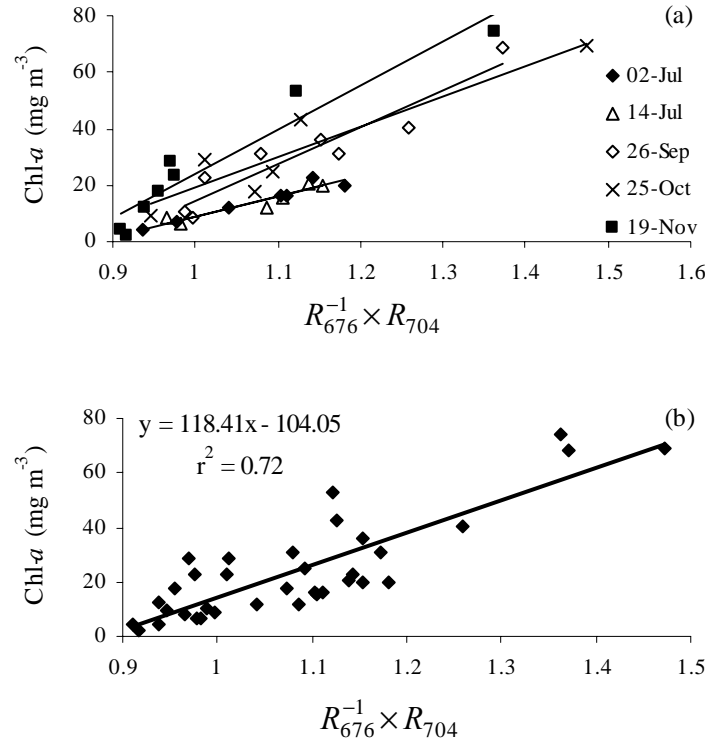 (a)
80
60
40
20
0
Chl-a (mg m⁻³)
02-Jul
14-Jul
26-Sep
25-Oct
19-Nov
0.9 1 1.1 1.2 1.3 1.4 1.5 1.6
R₆₇₆⁻¹ × R₇₀₄
(b)
y = 118.41x - 104.05
r² = 0.72
80
60
40
20
0
Chl-a (mg m⁻³)
0.9 1 1.1 1.2 1.3 1.4 1.5
R₆₇₆⁻¹ × R₇₀₄